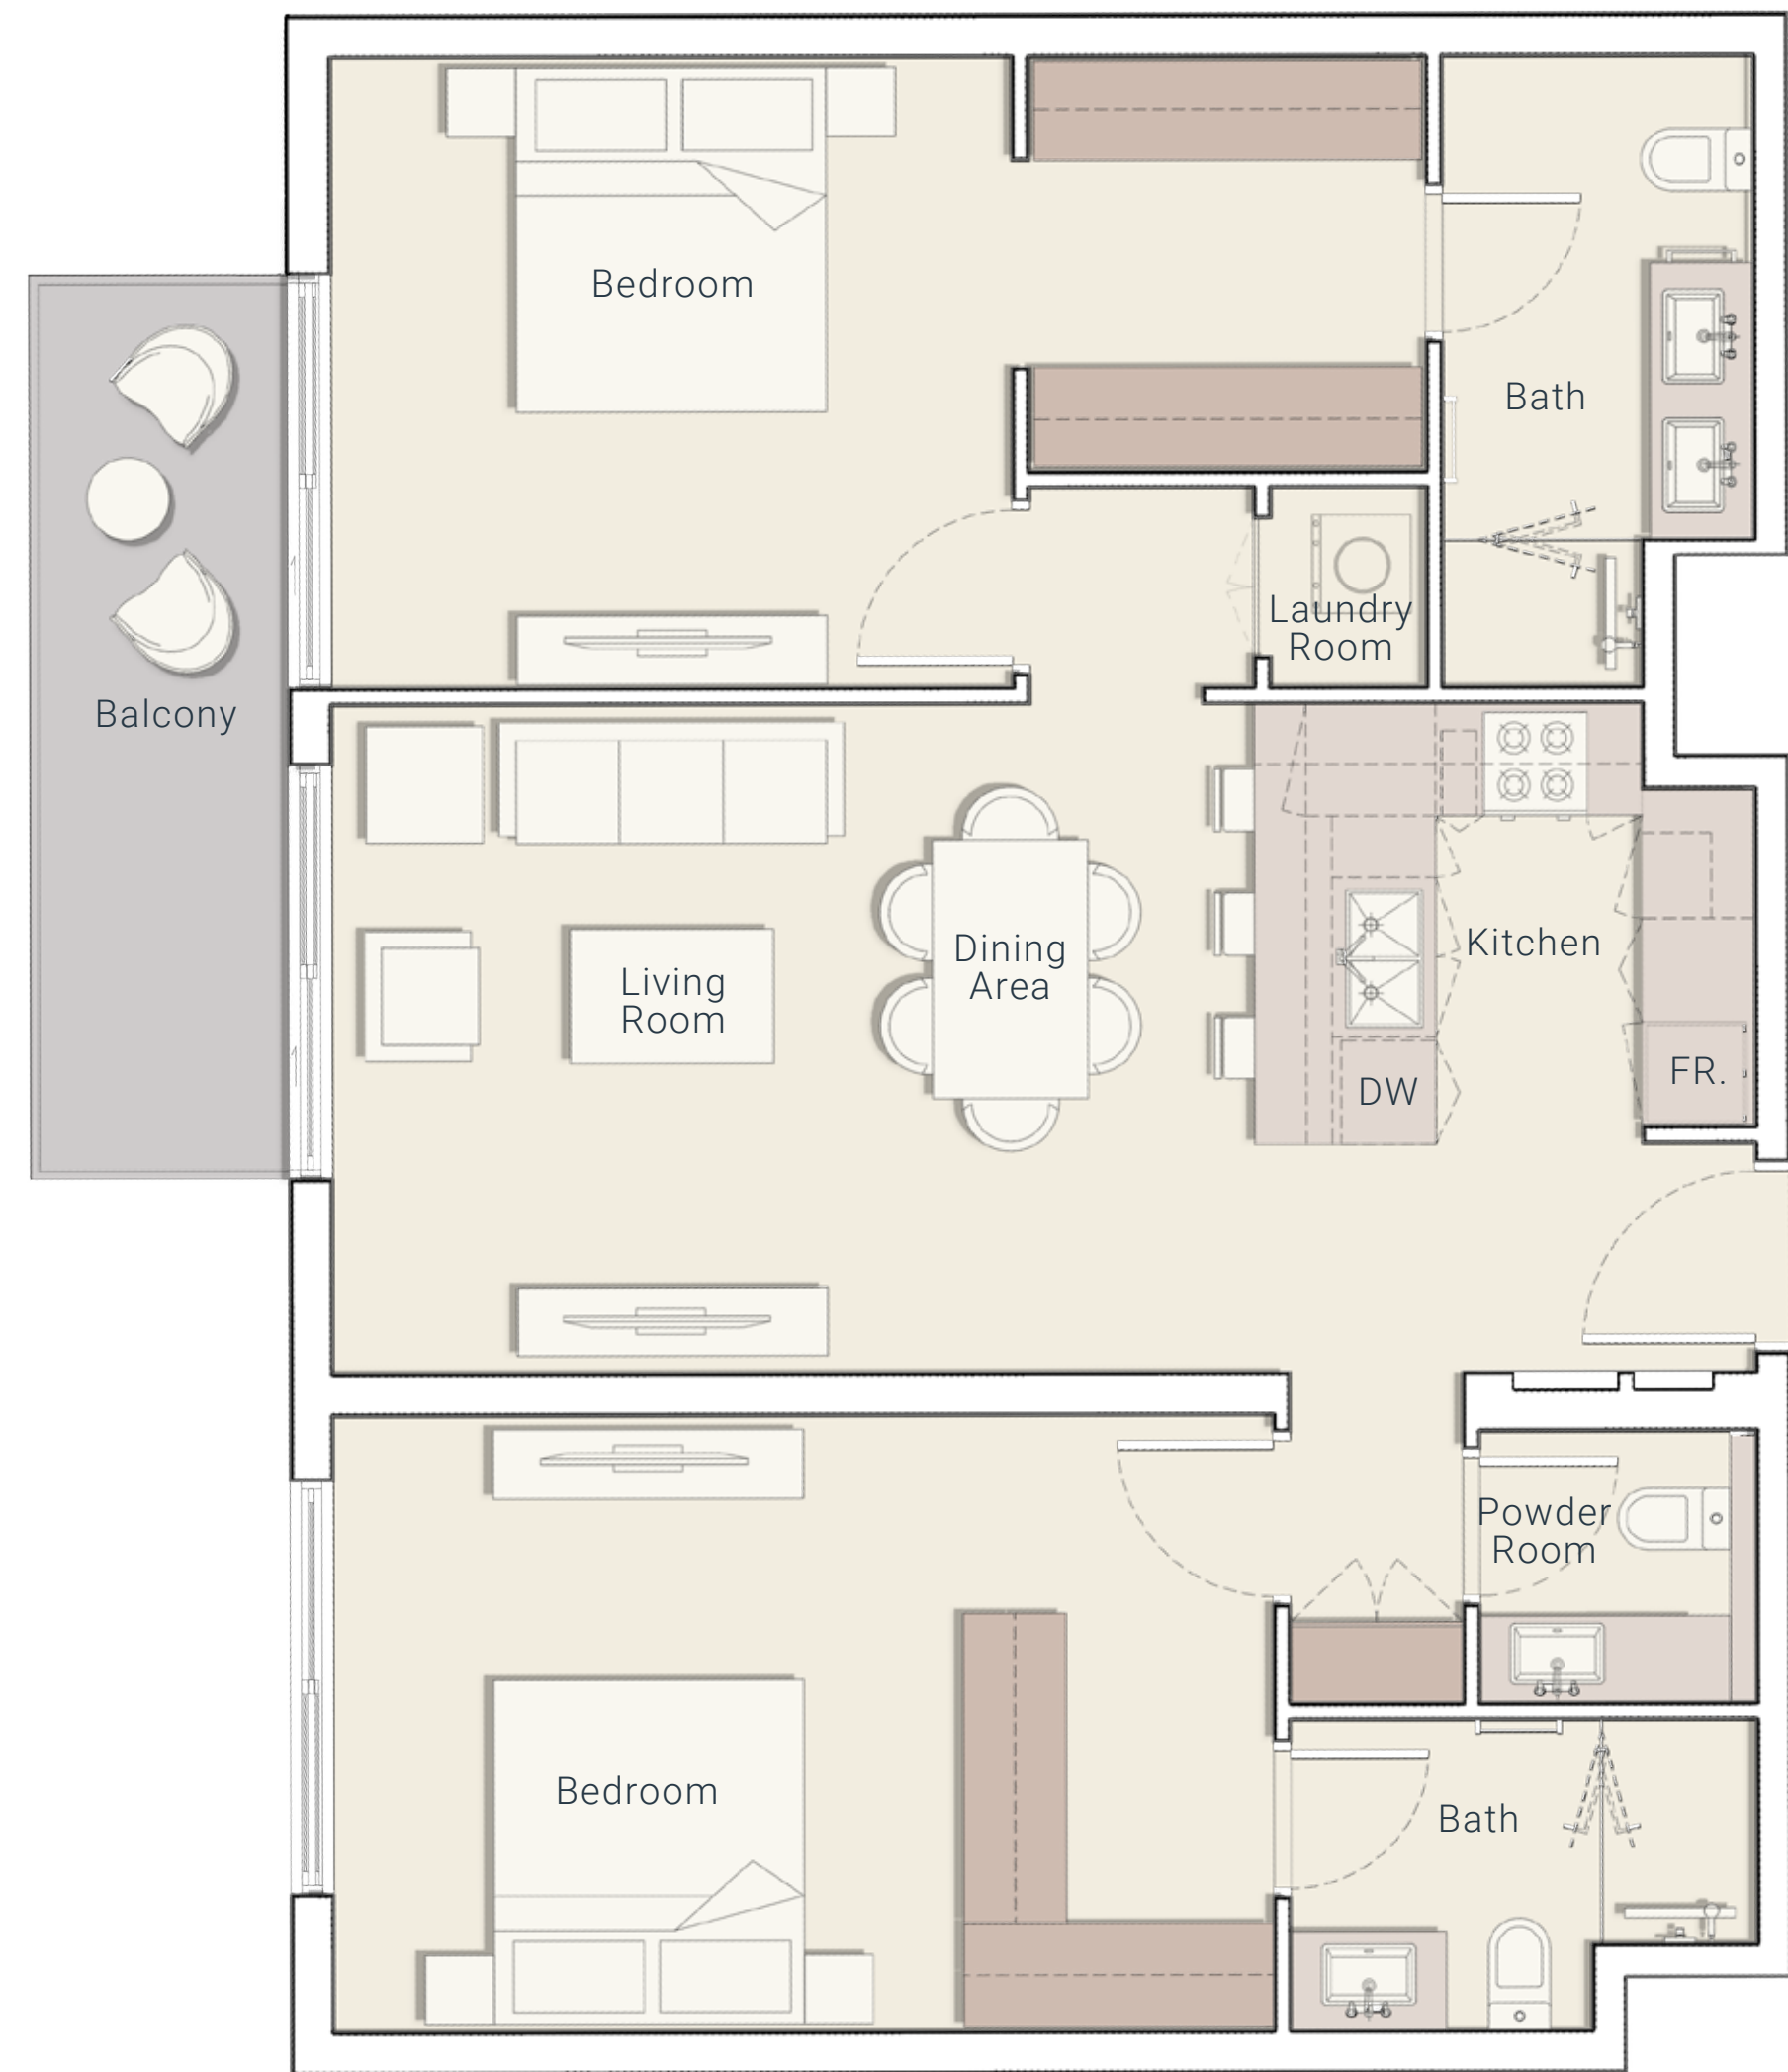 Bedroom
Bath
Laundry
Room
Balcony
Living
Room
Dining
Area
Kitchen
DW
FR.
Powder
Room
Bedroom
Bath